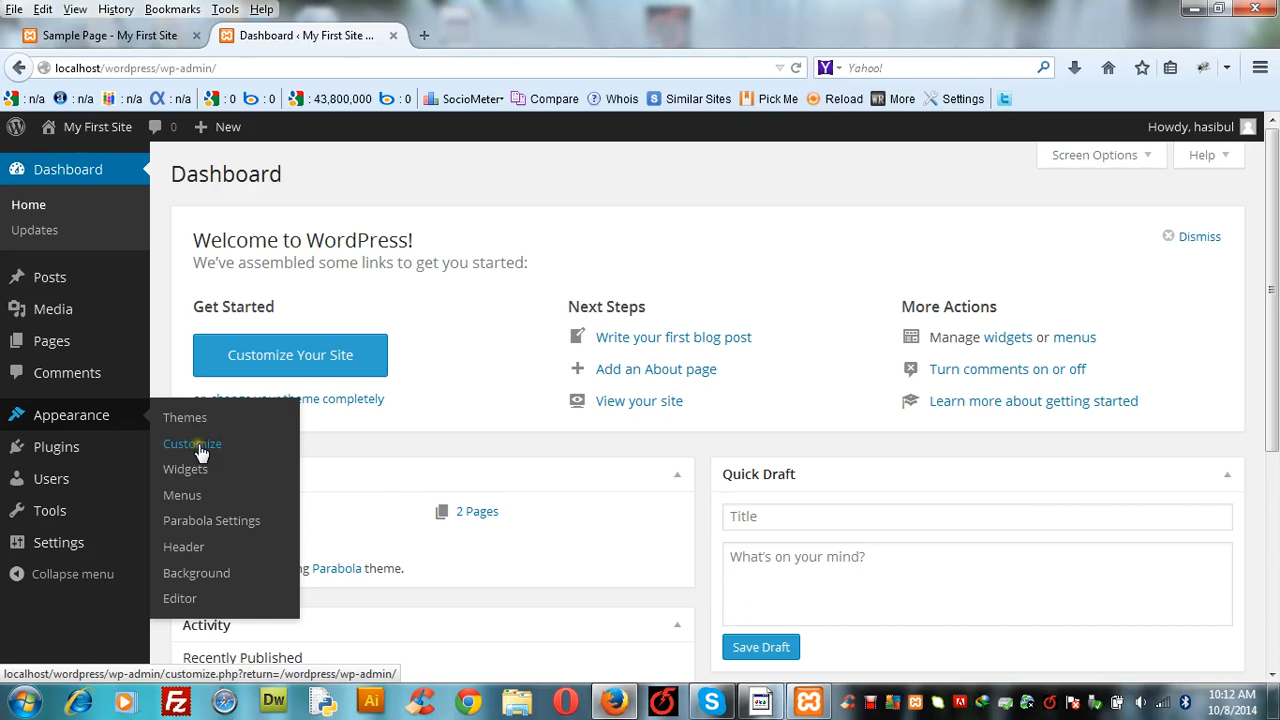 File Edit View History Bookmarks Tools Help
Sample Page - My First Site × Dashboard ‹ My First Site ... ×
localhost/wordpress/wp-admin/
Yahoo!
: n/a : n/a : n/a : n/a : 0 : 0 : 43,800,000 : 0 SocioMeter Compare Whois Similar Sites Pick Me Reload More Settings
My First Site 0 + New Howdy, hasibul
Dashboard
Home
Updates
Posts
Media
Pages
Comments
Appearance
Plugins
Users
Tools
Settings
Collapse menu
Themes
Customize
Widgets
Menus
Parabola Settings
Header
Background
Editor
Screen Options Help
Dashboard
Welcome to WordPress!
We've assembled some links to get you started:
Dismiss
Get Started
Customize Your Site
change your theme completely
Next Steps
Write your first blog post
Add an About page
View your site
More Actions
Manage widgets or menus
Turn comments on or off
Learn more about getting started
2 Pages
Parabola theme.
Activity
Recently Published
Quick Draft
Title
What's on your mind?
Save Draft
localhost/wordpress/wp-admin/customize.php?return=/wordpress/wp-admin/
10:12 AM
10/8/2014